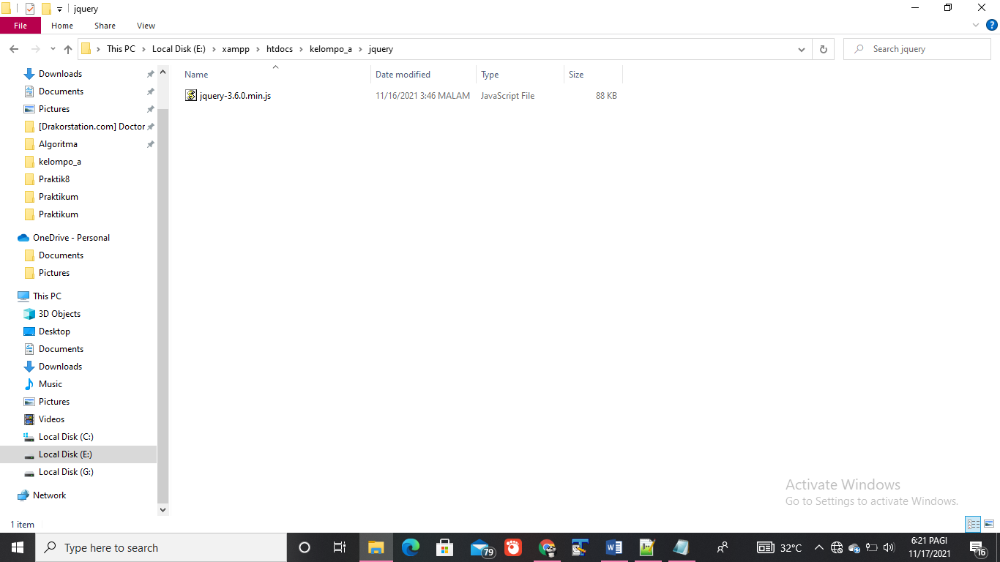 jquery
File Home Share View
This PC Local Disk (E:) xampp htdocs kelompo_a jquery
Search jquery
Name Date modified Type Size
jquery-3.6.0.min.js 11/16/2021 3:46 MALAM JavaScript File 88 KB
Downloads
Documents
Pictures
[Drakorstation.com] Doctor
Algoritma
kelompo_a
Praktik8
Praktikum
Praktikum
OneDrive - Personal
Documents
Pictures
This PC
3D Objects
Desktop
Documents
Downloads
Music
Pictures
Videos
Local Disk (C:)
Local Disk (E:)
Local Disk (G:)
Network
Activate Windows
Go to Settings to activate Windows.
1 item
Type here to search
79
32°C
6:21 PAGI
11/17/2021
16